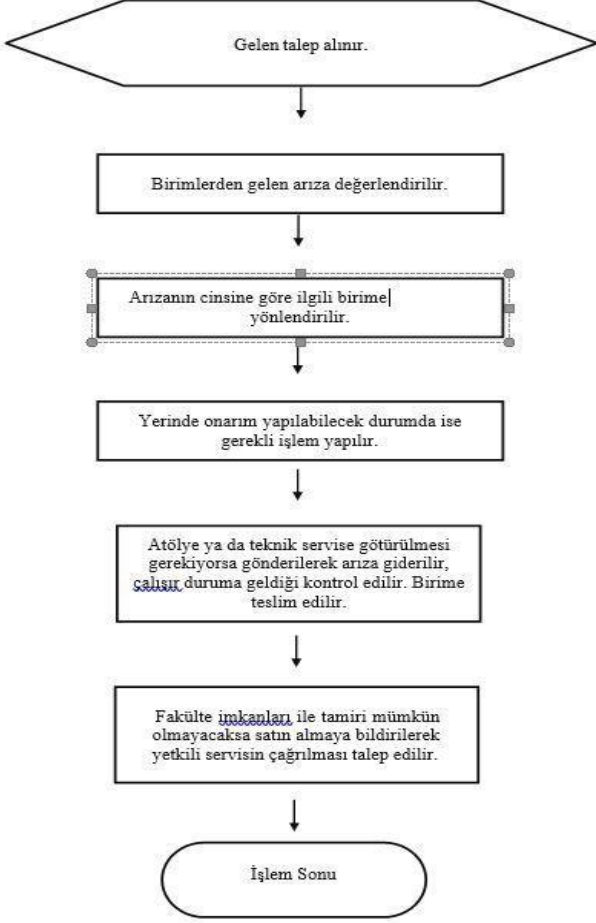 Gelen talep alınır.
Birimlerden gelen arıza değerlendirilir.
Arızanın cinsine göre ilgili birime
yönlendirilir.
Yerinde onarım yapılabilecek durumda ise
gerekli işlem yapılır.
Atölye ya da teknik servise götürülmesi
gerekiyorsa gönderilerek arıza giderilir,
çalışır duruma geldiği kontrol edilir. Birime
teslim edilir.
Fakülte imkanları ile tamiri mümkün
olmayacaksa satın almaya bildirilerek
yetkili servisin çağrılması talep edilir.
İşlem Sonu